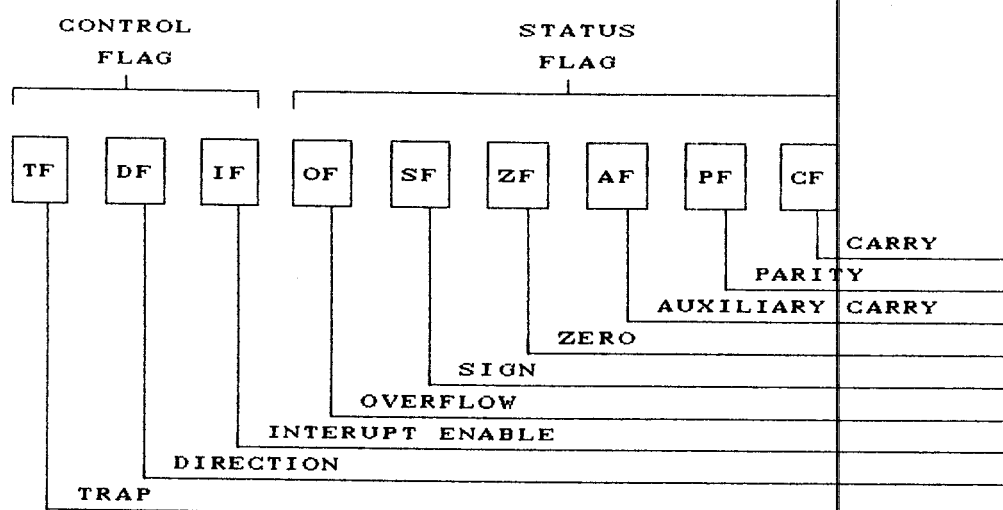 CONTROL FLAG
STATUS FLAG
TF DF IF OF SF ZF AF PF CF
CARRY
PARITY
AUXILIARY CARRY
ZERO
SIGN
OVERFLOW
INTERUPT ENABLE
DIRECTION
TRAP